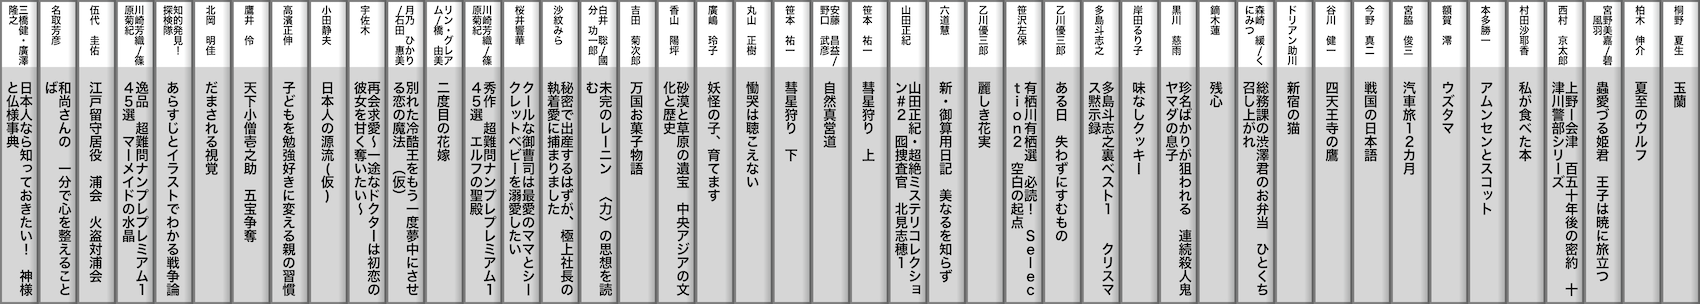 桐野　夏生
玉蘭
柏木　伸介
夏至のウルフ
宮野美嘉/碧
風羽
蟲愛づる姫君　王子は暁に旅立つ
西村　京太郎
上野ー会津　百五十年後の密約　十
津川警部シリーズ
村田沙耶香
私が食べた本
本多勝一
アムンセンとスコット
額賀　澪
ウズタマ
宮脇　俊三
汽車旅12カ月
今野　真二
戦国の日本語
谷川　健一
四天王寺の鷹
ドリアン助川
新宿の猫
森崎　緩/く
にみつ
総務課の渋澤君のお弁当　ひとくち
召し上がれ
鏑木蓮
残心
黒川　慈雨
珍名ばかりが狙われる　連続殺人鬼
ヤマダの息子
岸田るり子
味なしクッキー
多島斗志之
多島斗志之裏ベスト1　　クリスマ
ス黙示録
乙川優三郎
ある日　失わずにすむもの
笹沢左保
有栖川有栖選　必読！　Selec
tion2　空白の起点
乙川優三郎
麗しき花実
六道慧
新・御算用日記　美なるを知らず
山田正紀
山田正紀・超絶ミステリコレクショ
ン#2　囮捜査官　北見志穂1
笹本　祐一
彗星狩り　上
安藤　昌益/
野口　武彦
自然真営道
笹本　祐一
彗星狩り　下
丸山　正樹
慟哭は聴こえない
廣嶋　玲子
妖怪の子、育てます
香山　陽坪
砂漠と草原の遺宝　中央アジアの文
化と歴史
吉田　菊次郎
万国お菓子物語
白井　聡/國
分　功一郎
未完のレーニン　〈力〉の思想を読
む
沙紋みら
秘密で出産するはずが、極上社長の
執着愛に捕まりました
桜井響華
クールな御曹司は最愛のママとシー
クレットベビーを溺愛したい
川崎芳織/篠
原菊紀
秀作　超難問ナンプレプレミアム1
45選　エルフの聖殿
リン・グレア
ム/橋　由美
二度目の花嫁
月乃　ひかり
/石田　惠美
別れた冷酷王をもう一度夢中にさせ
る恋の魔法　（仮）
宇佐木
再会求愛～一途なドクターは初恋の
彼女を甘く奪いたい～
小田静夫
日本人の源流(仮)
高濱正伸
子どもを勉強好きに変える親の習慣
鷹井　伶
天下小僧壱之助　五宝争奪
北岡　明佳
だまされる視覚
知的発見！
探検隊
あらすじとイラストでわかる戦争論
川崎芳織/篠
原菊紀
逸品　超難問ナンプレプレミアム1
45選　マーメイドの水晶
伍代　圭佑
江戸留守居役　浦会　火盗対浦会
名取芳彦
和尚さんの　一分で心を整えること
ば
三橋健・廣澤
隆之
日本人なら知っておきたい！　神様
と仏様事典